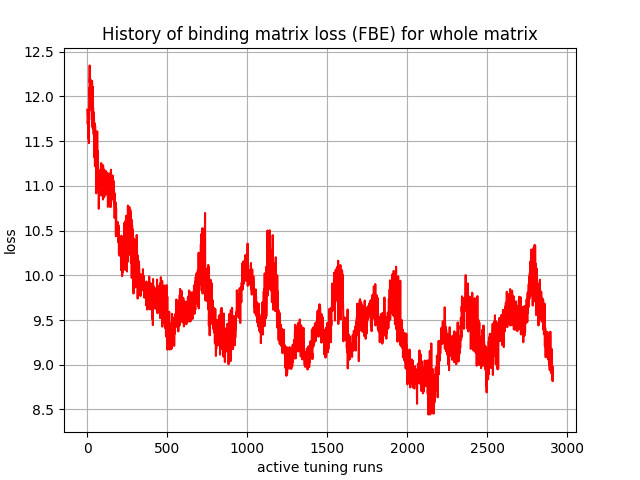 History of binding matrix loss (FBE) for whole matrix
12.5
12.0
11.5
11.0
10.5
10.0
9.5
9.0
8.5
loss
0 500 1000 1500 2000 2500 3000
active tuning runs